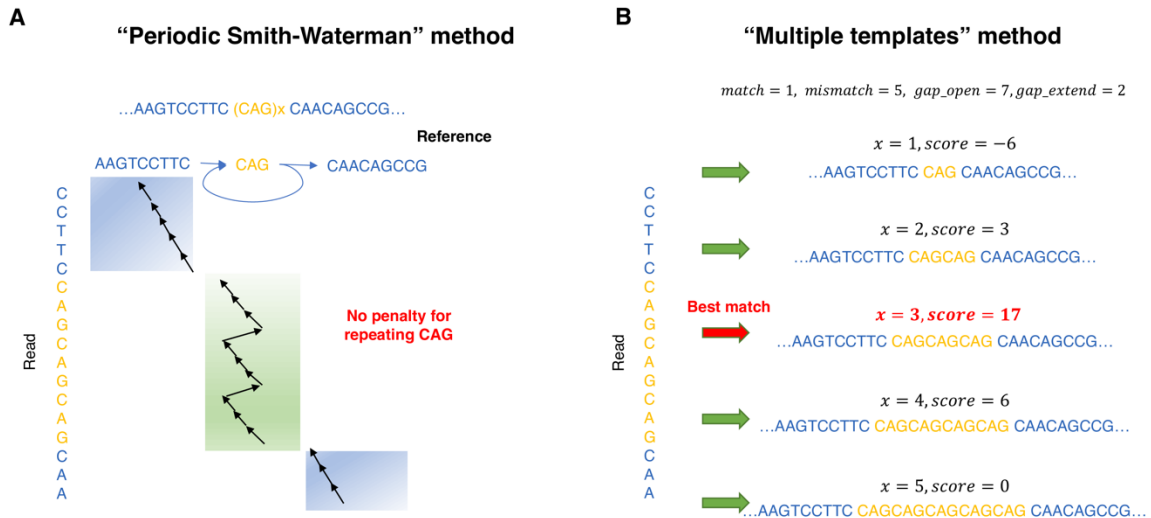 A
“Periodic Smith-Waterman” method
…AAGTCCTTC (CAG)x CAACAGCCG…
Reference
AAGTCCTTC CAG CAACAGCCG
Read
C
C
T
T
C
C
A
G
C
A
G
C
A
G
C
A
A
No penalty for
repeating CAG
B
“Multiple templates” method
match = 1, mismatch = 5, gap_open = 7, gap_extend = 2
Read
C
C
T
T
C
C
A
G
C
A
G
C
A
G
C
A
A
x = 1, score = −6
…AAGTCCTTC CAG CAACAGCCG…
x = 2, score = 3
…AAGTCCTTC CAGCAG CAACAGCCG…
Best match
x = 3, score = 17
…AAGTCCTTC CAGCAGCAG CAACAGCCG…
x = 4, score = 6
…AAGTCCTTC CAGCAGCAGCAG CAACAGCCG…
x = 5, score = 0
…AAGTCCTTC CAGCAGCAGCAGCAG CAACAGCCG…